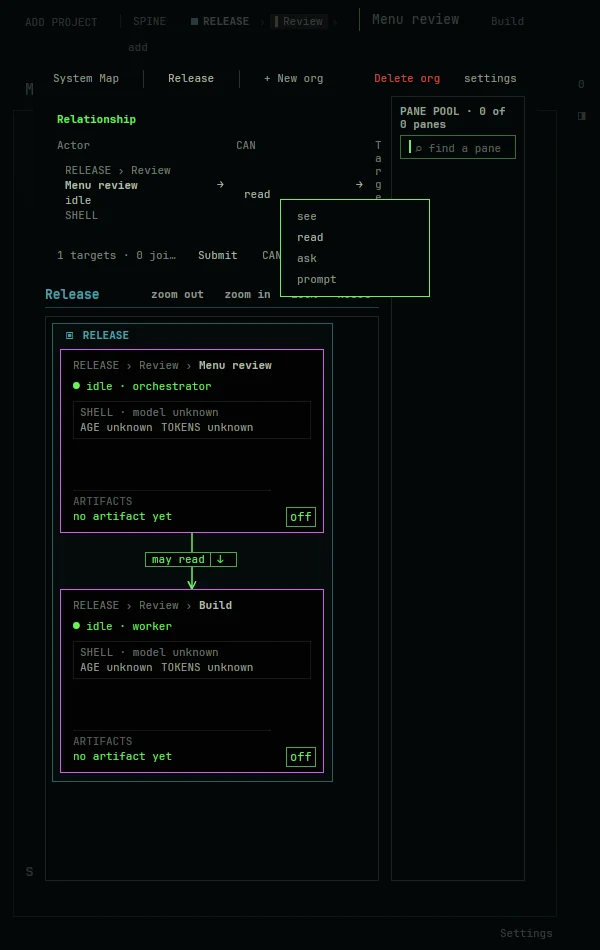 ADD PROJECT SPINE RELEASE › Review Menu review Build
add
System Map Release + New org Delete org settings
M
0
Relationship
PANE POOL · 0 of 0 panes
⌕ find a pane
Actor CAN Targe
RELEASE › Review
Menu review → read →
idle
SHELL
see
read
ask
prompt
1 targets · 0 joi… Submit CAN
Release zoom out zoom in
RELEASE
RELEASE › Review › Menu review
idle · orchestrator
SHELL · model unknown
AGE unknown TOKENS unknown
ARTIFACTS
no artifact yet off
may read ↓
RELEASE › Review › Build
idle · worker
SHELL · model unknown
AGE unknown TOKENS unknown
ARTIFACTS
no artifact yet off
S
Settings